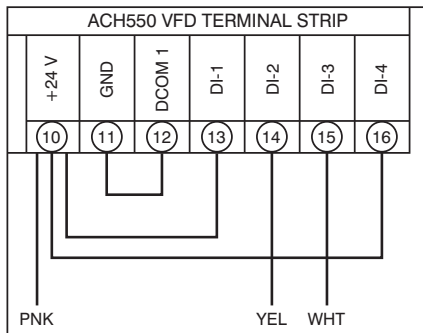 ACH550 VFD TERMINAL STRIP
+24 V GND DCOM 1 DI-1 DI-2 DI-3 DI-4
10 11 12 13 14 15 16
PNK YEL WHT